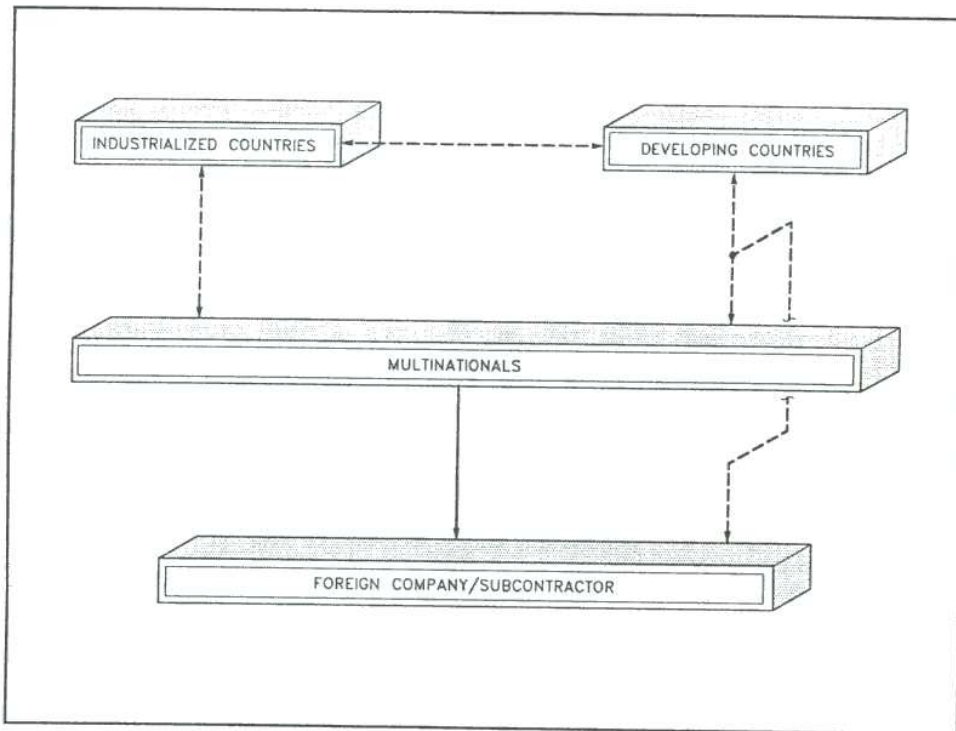 INDUSTRIALIZED COUNTRIES
DEVELOPING COUNTRIES
MULTINATIONALS
FOREIGN COMPANY/SUBCONTRACTOR